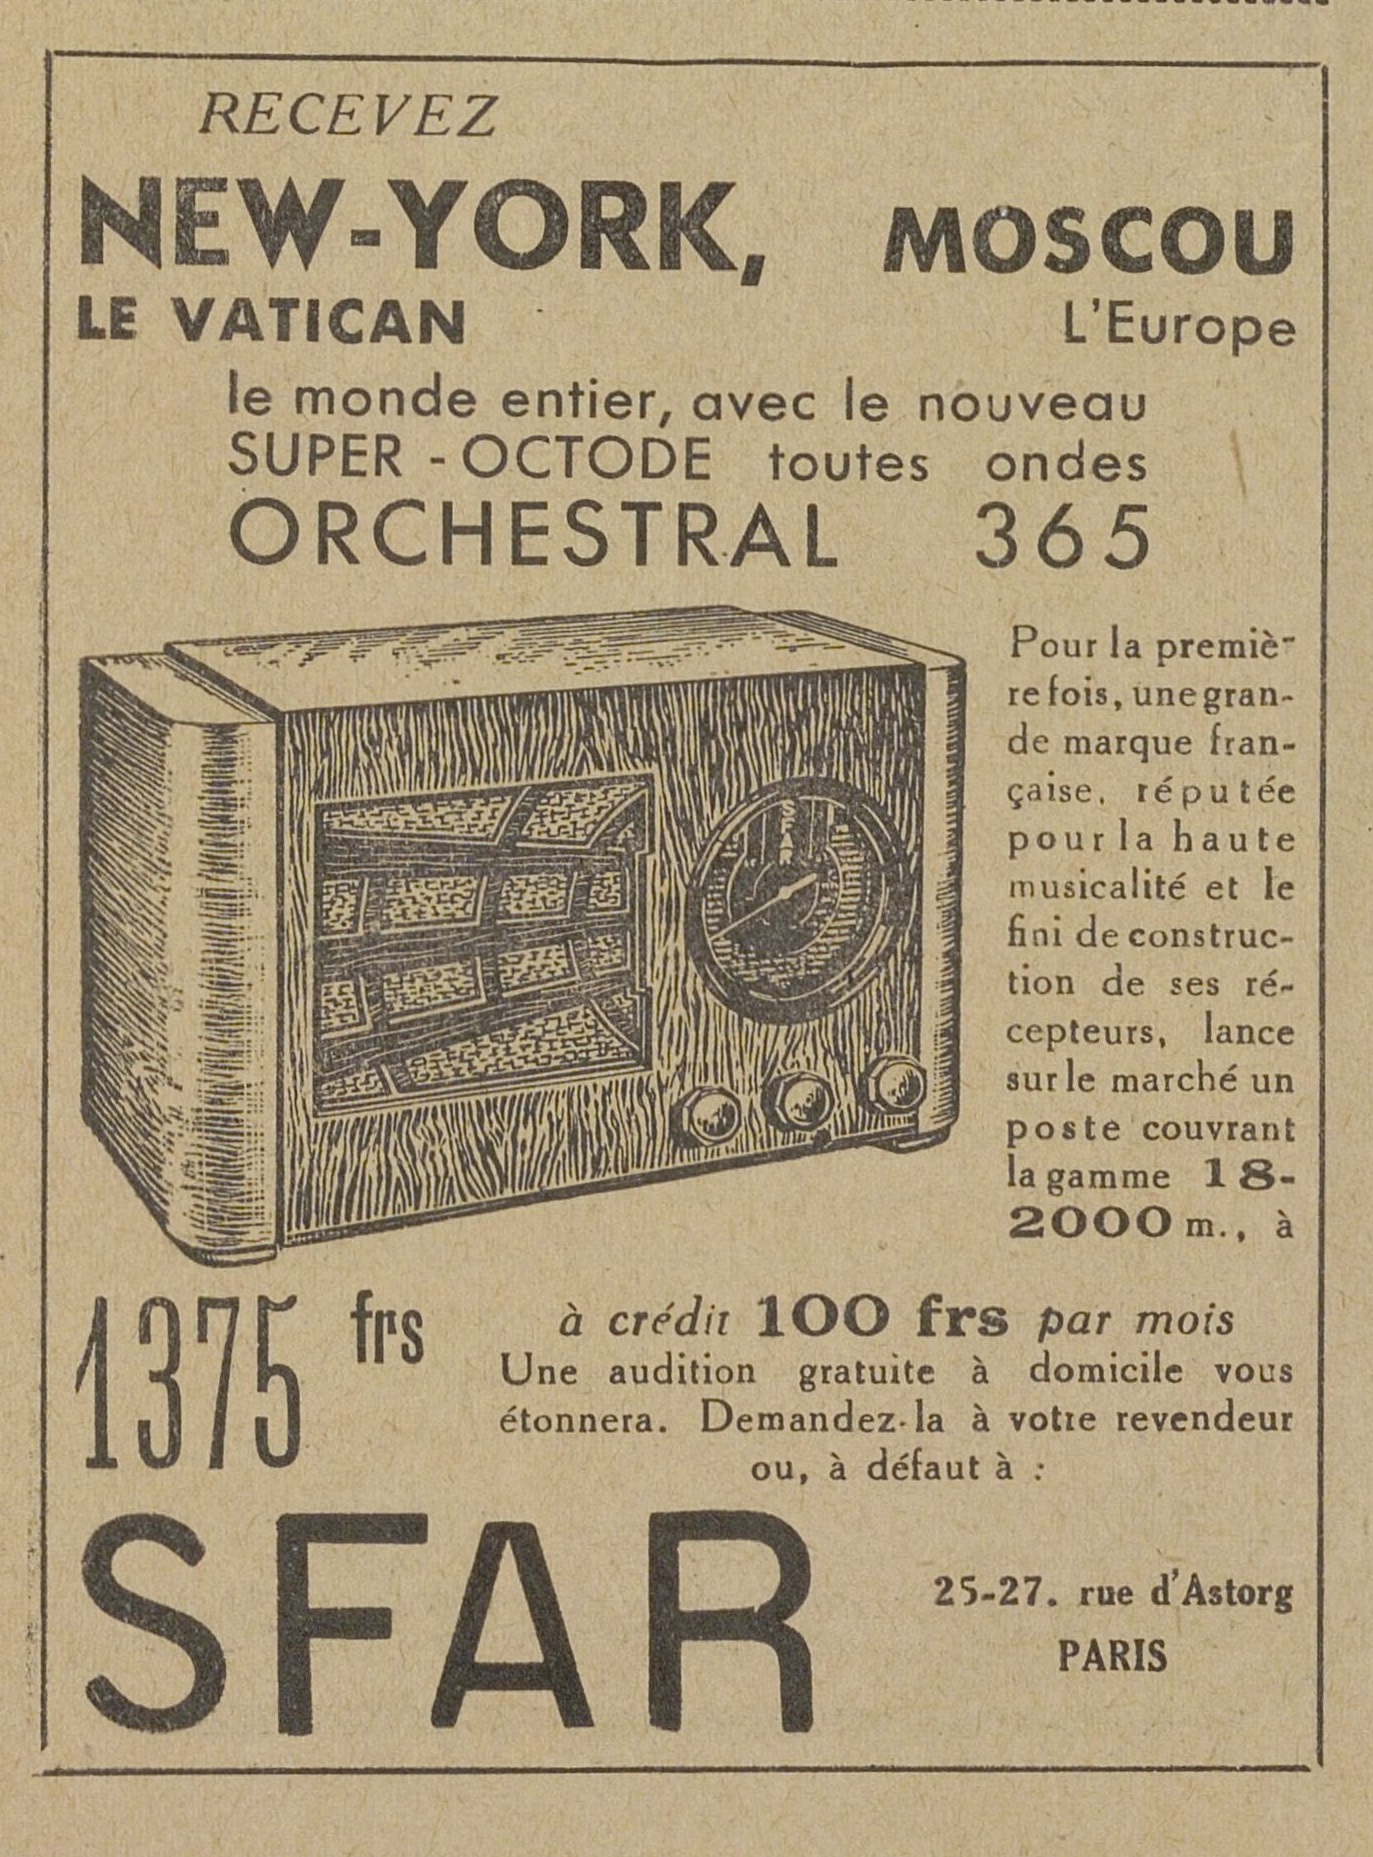 RECEVEZ
NEW-YORK, MOSCOU
LE VATICAN L'Europe
le monde entier, avec le nouveau
SUPER - OCTODE toutes ondes
ORCHESTRAL 365
Pour la premiè-
re fois, une gran-
de marque fran-
çaise, réputée
pour la haute
musicalité et le
fini de construc-
tion de ses ré-
cepteurs, lance
sur le marché un
poste couvrant
la gamme 18-
2000 m., à
1375 frs
à crédit 100 frs par mois
Une audition gratuite à domicile vous
étonnera. Demandez-la à votre revendeur
ou, à défaut à :
SFAR
25-27. rue d'Astorg
PARIS